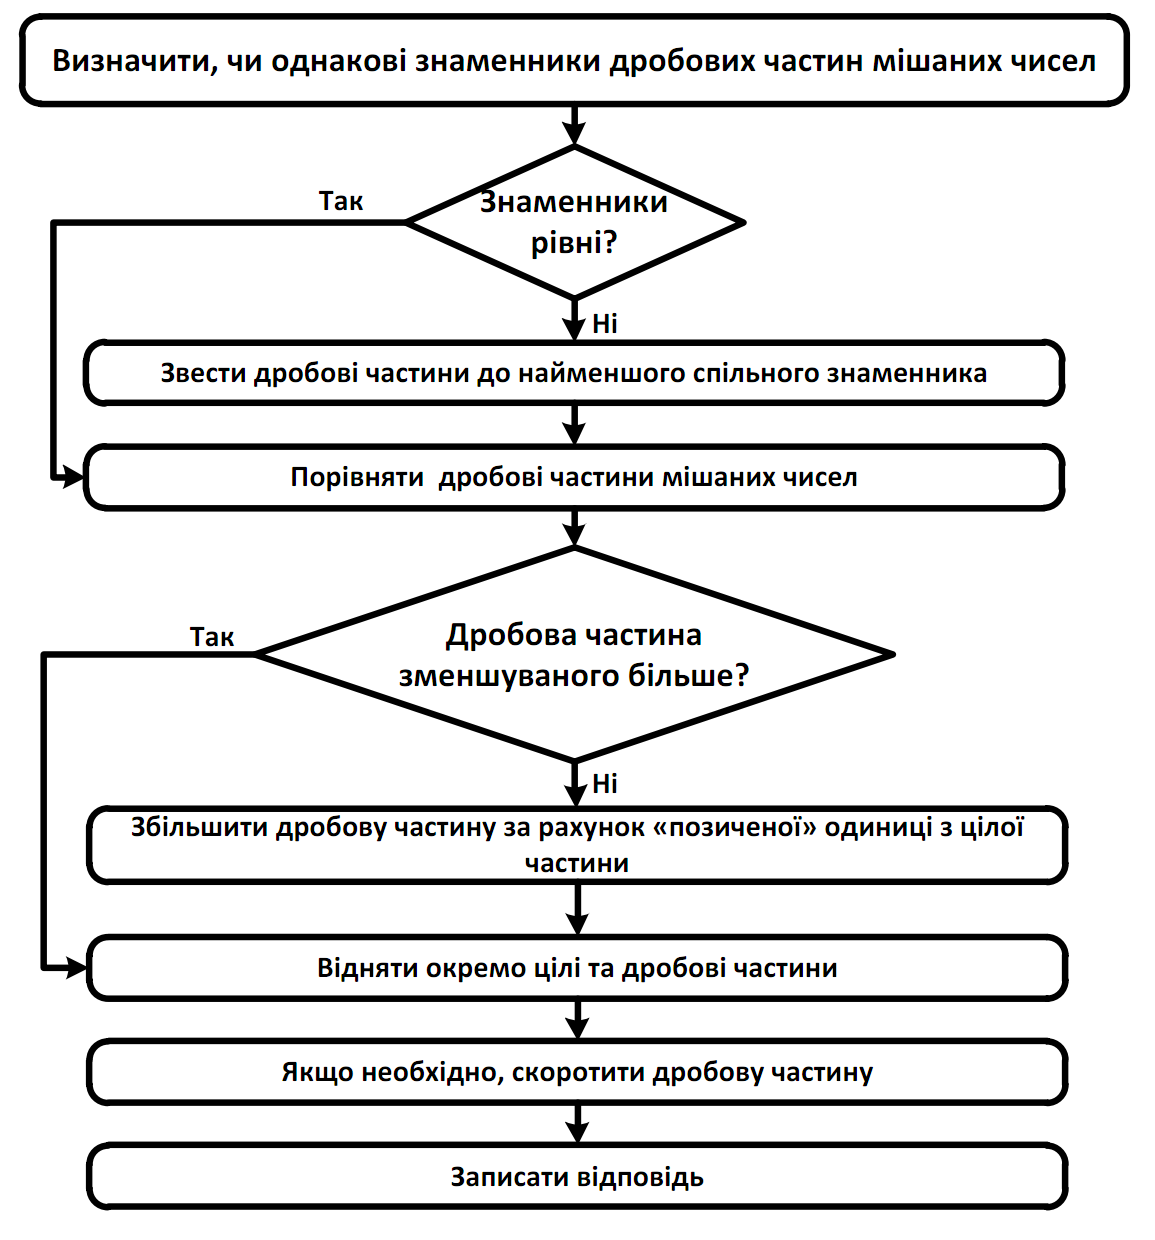 Визначити, чи однакові знаменники дробових частин мішаних чисел
Так
Знаменники
рівні?
Ні
Звести дробові частини до найменшого спільного знаменника
Порівняти дробові частини мішаних чисел
Так
Дробова частина
зменшуваного більше?
Ні
Збільшити дробову частину за рахунок «позиченої» одиниці з цілої
частини
Відняти окремо цілі та дробові частини
Якщо необхідно, скоротити дробову частину
Записати відповідь